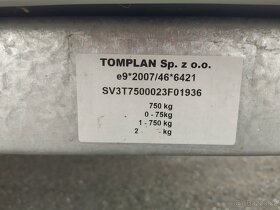 TOMPLAN Sp. z o.o.
e9*2007/46*6421
SV3T7500023F01936
750 kg
0 - 75kg
1 - 750 kg
2 - kg